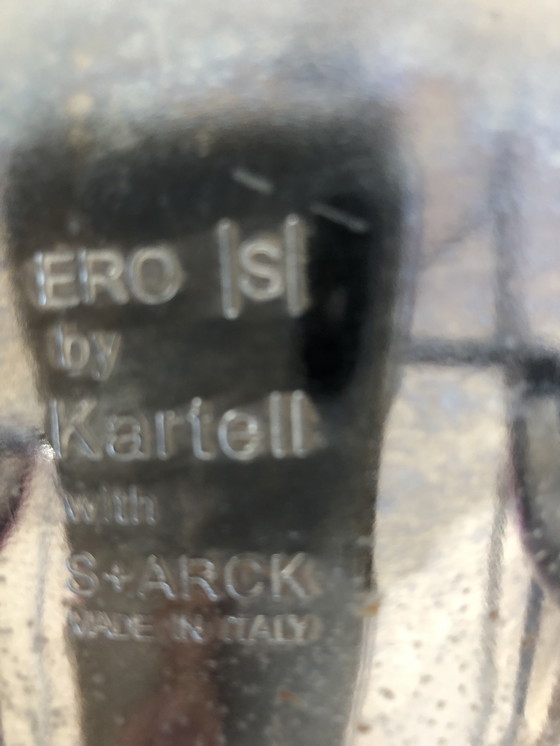 ERO |S|
by
Kartell
with
S+ARCK
MADE IN ITALY